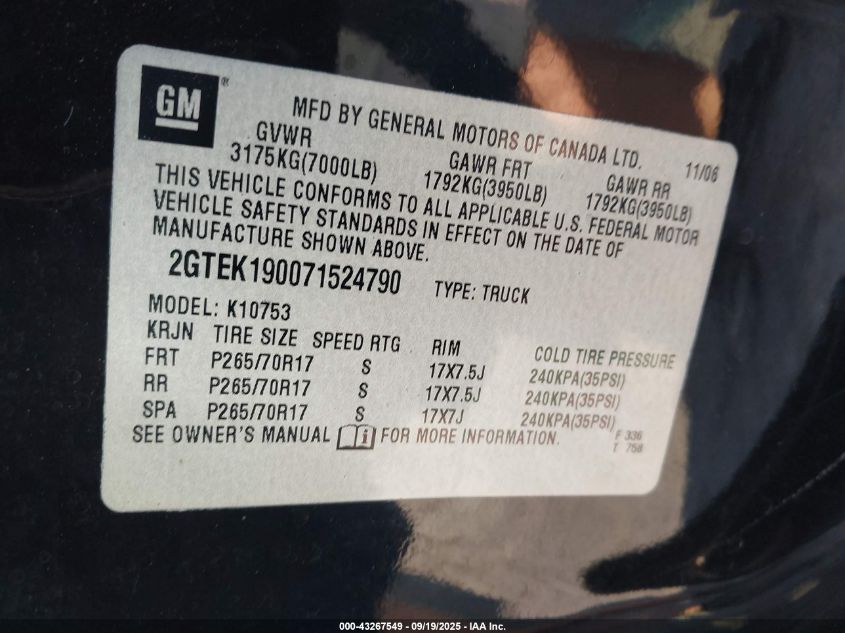 GM ®
MFD BY GENERAL MOTORS OF CANADA LTD.
11/06
GVWR GAWR FRT GAWR RR
3175KG(7000LB) 1792KG(3950LB) 1792KG(3950LB)
THIS VEHICLE CONFORMS TO ALL APPLICABLE U.S. FEDERAL MOTOR
VEHICLE SAFETY STANDARDS IN EFFECT ON THE DATE OF
MANUFACTURE SHOWN ABOVE.
2GTEK190071524790 TYPE: TRUCK
MODEL: K10753
KRJN TIRE SIZE SPEED RTG RIM COLD TIRE PRESSURE
FRT P265/70R17 S 17X7.5J 240KPA(35PSI)
RR P265/70R17 S 17X7.5J 240KPA(35PSI)
SPA P265/70R17 S 17X7J 240KPA(35PSI)
SEE OWNER'S MANUAL i FOR MORE INFORMATION.
F 336
T 758
000-43267549 - 09/19/2025 - IAA Inc.